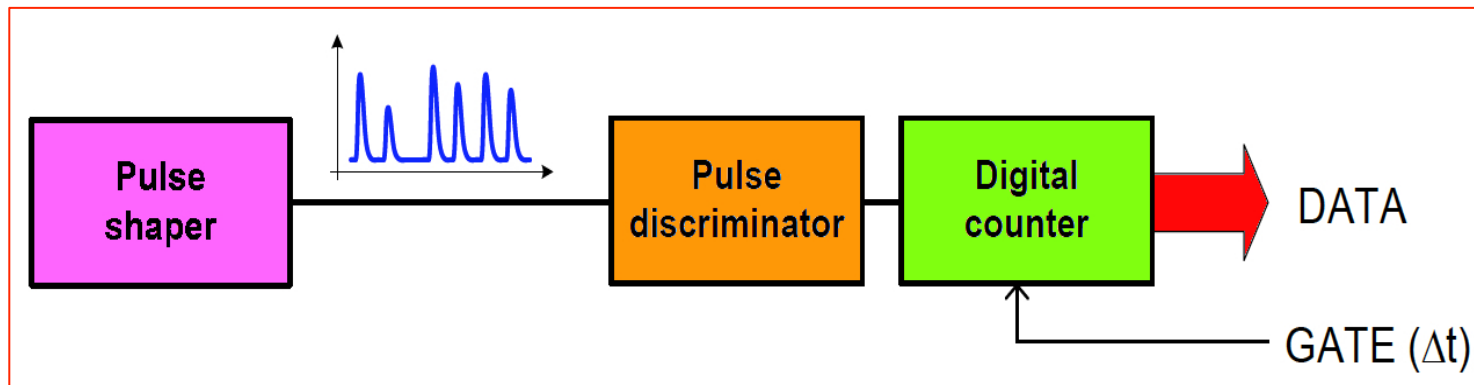 Pulse
shaper
Pulse
discriminator
Digital
counter
DATA
GATE (Δt)